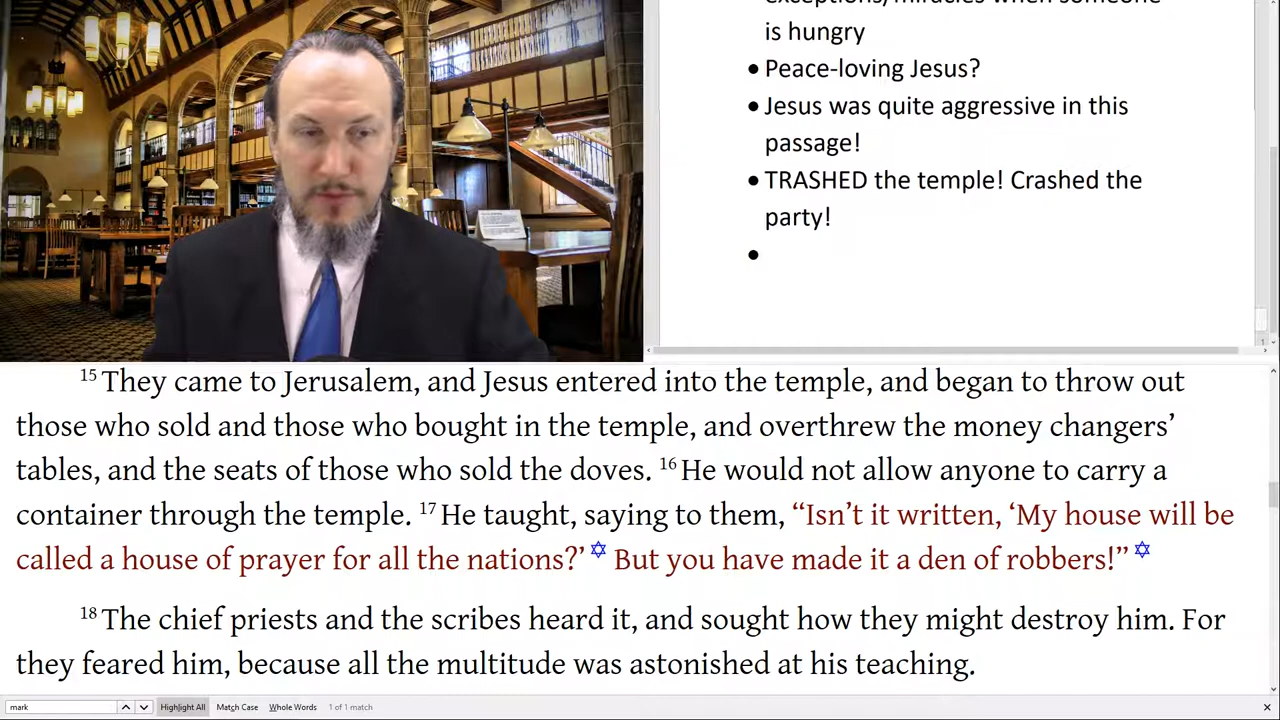 exceptions/miracles when someone
is hungry
• Peace-loving Jesus?
• Jesus was quite aggressive in this
passage!
• TRASHED the temple! Crashed the
party!
•
15 They came to Jerusalem, and Jesus entered into the temple, and began to throw out
those who sold and those who bought in the temple, and overthrew the money changers’
tables, and the seats of those who sold the doves. 16 He would not allow anyone to carry a
container through the temple. 17 He taught, saying to them, “Isn’t it written, ‘My house will be
called a house of prayer for all the nations?’ ✡ But you have made it a den of robbers!” ✡
18 The chief priests and the scribes heard it, and sought how they might destroy him. For
they feared him, because all the multitude was astonished at his teaching.
mark Highlight All Match Case Whole Words 1 of 1 match